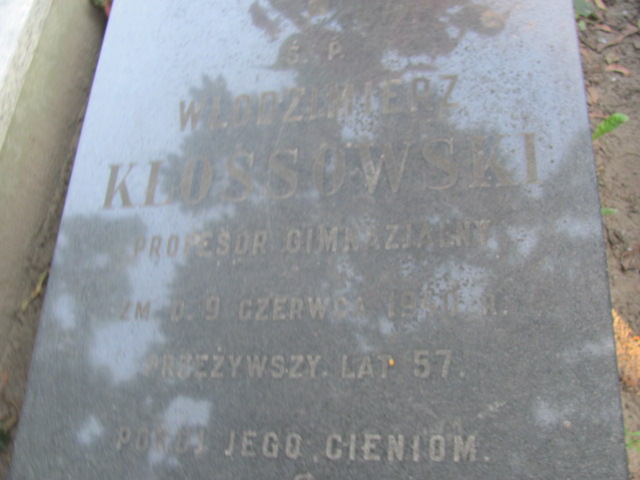 Ś. P.
WŁODZIMIERZ
KŁOSSOWSKI
PROFESOR GIMNAZJALNY
ZM. D. 9 CZERWCA R.
PRZEŻYWSZY. LAT 57.
POKÓJ JEGO CIENIOM.